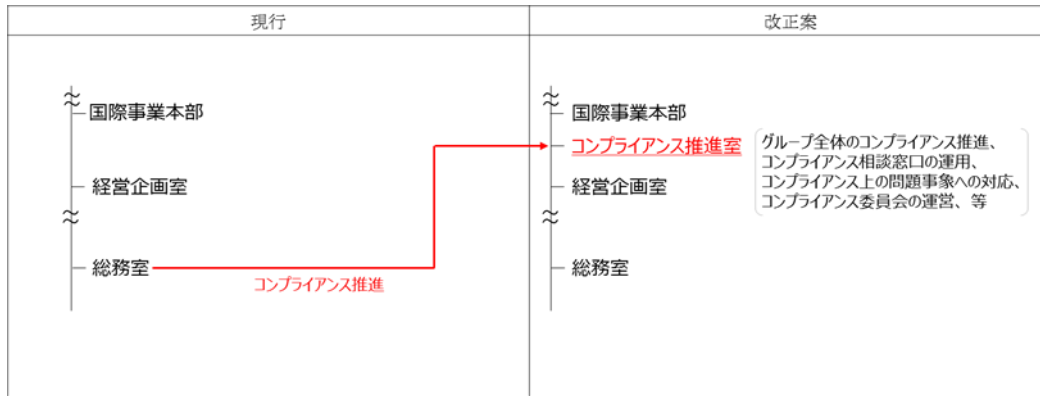 現行
国際事業本部
経営企画室
総務室
コンプライアンス推進
改正案
国際事業本部
コンプライアンス推進室
グループ全体のコンプライアンス推進、
コンプライアンス相談窓口の運用、
コンプライアンス上の問題事象への対応、
コンプライアンス委員会の運営、等
経営企画室
総務室